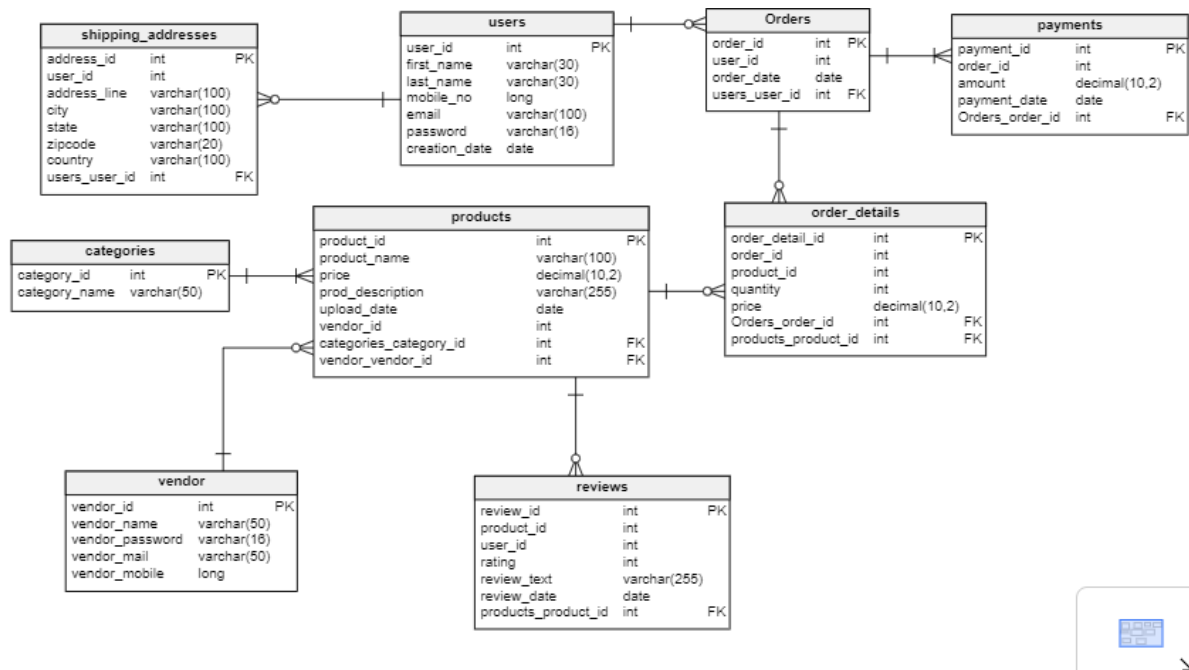 shipping_addresses
address_id int PK
user_id int
address_line varchar(100)
city varchar(100)
state varchar(100)
zipcode varchar(20)
country varchar(100)
users_user_id int FK
users
user_id int PK
first_name varchar(30)
last_name varchar(30)
mobile_no long
email varchar(100)
password varchar(16)
creation_date date
Orders
order_id int PK
user_id int
order_date date
users_user_id int FK
payments
payment_id int PK
order_id int
amount decimal(10,2)
payment_date date
Orders_order_id int FK
categories
category_id int PK
category_name varchar(50)
products
product_id int PK
product_name varchar(100)
price decimal(10,2)
prod_description varchar(255)
upload_date date
vendor_id int
categories_category_id int FK
vendor_vendor_id int FK
order_details
order_detail_id int PK
order_id int
product_id int
quantity int
price decimal(10,2)
Orders_order_id int FK
products_product_id int FK
vendor
vendor_id int PK
vendor_name varchar(50)
vendor_password varchar(16)
vendor_mail varchar(50)
vendor_mobile long
reviews
review_id int PK
product_id int
user_id int
rating int
review_text varchar(255)
review_date date
products_product_id int FK